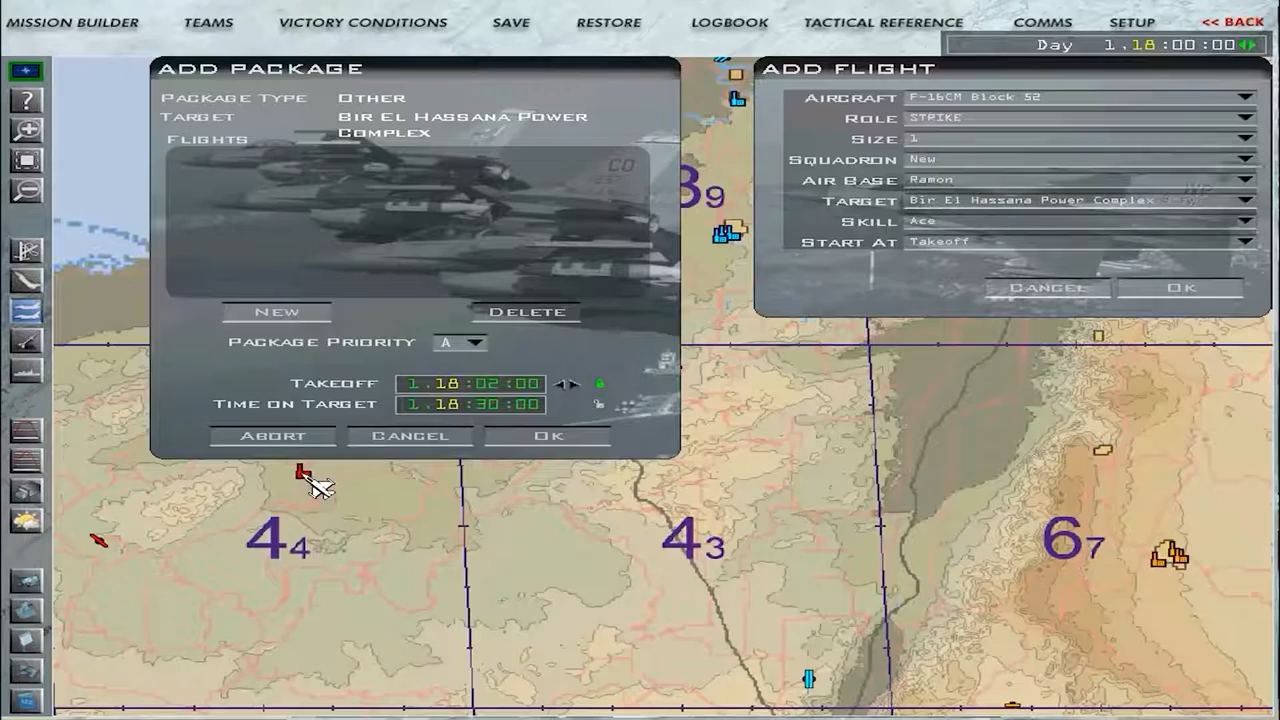 MISSION BUILDER TEAMS VICTORY CONDITIONS SAVE RESTORE LOGBOOK TACTICAL REFERENCE COMMS SETUP << BACK
Day 1.18:00:00
ADD PACKAGE
PACKAGE TYPE OTHER
TARGET BIR EL HASSANA POWER
COMPLEX
FLIGHTS
CO
NEW DELETE
PACKAGE PRIORITY A
TAKEOFF 1.18:02:00
TIME ON TARGET 1.18:30:00
ABORT CANCEL OK
ADD FLIGHT
AIRCRAFT F-16CM Block 52
ROLE STRIKE
SIZE 1
SQUADRON New
AIR BASE Ramon
TARGET Bir El Hassana Power Complex
SKILL Ace
START AT Takeoff
CANCEL OK
39
44 43 67